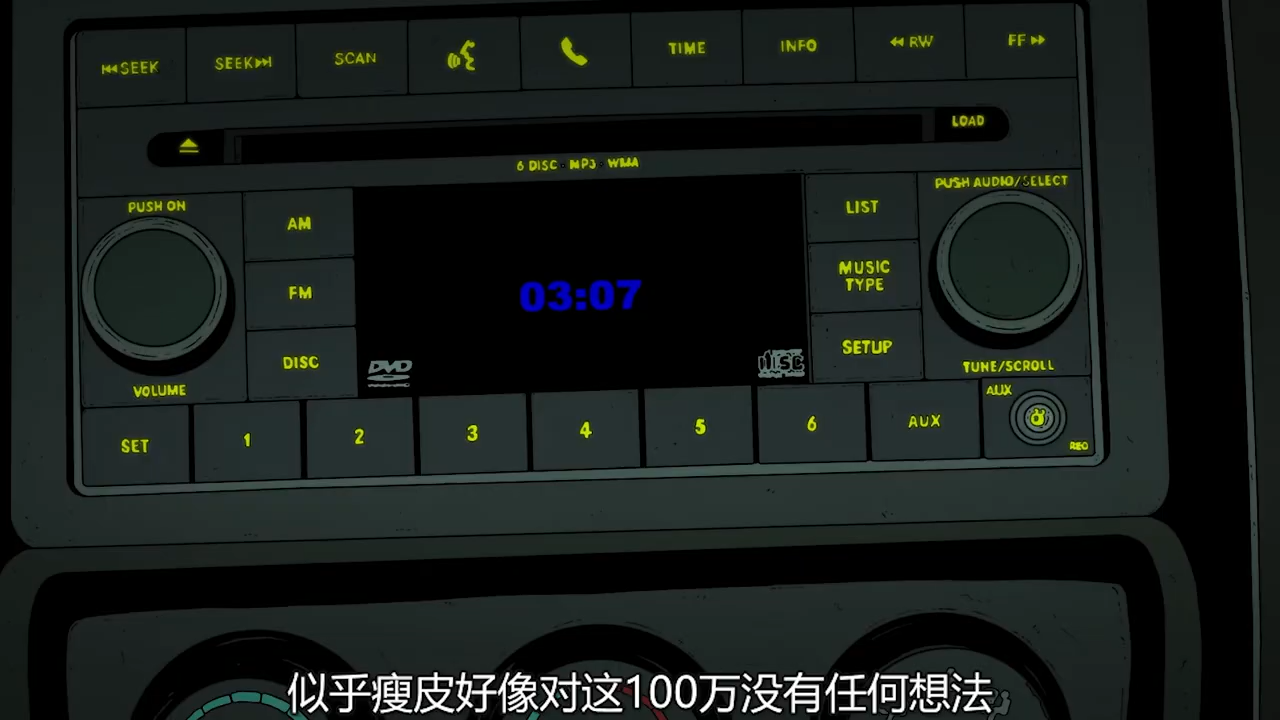 SEEK
SEEK
SCAN
TIME
INFO
RW
FF
LOAD
6 DISC · MP3 · WMA
PUSH ON
AM
LIST
PUSH AUDIO/SELECT
FM
03:07
MUSIC
TYPE
DISC
DVD
disc
SETUP
VOLUME
TUNE/SCROLL
SET
1
2
3
4
5
6
AUX
AUX
似乎瘦皮好像对这100万没有任何想法